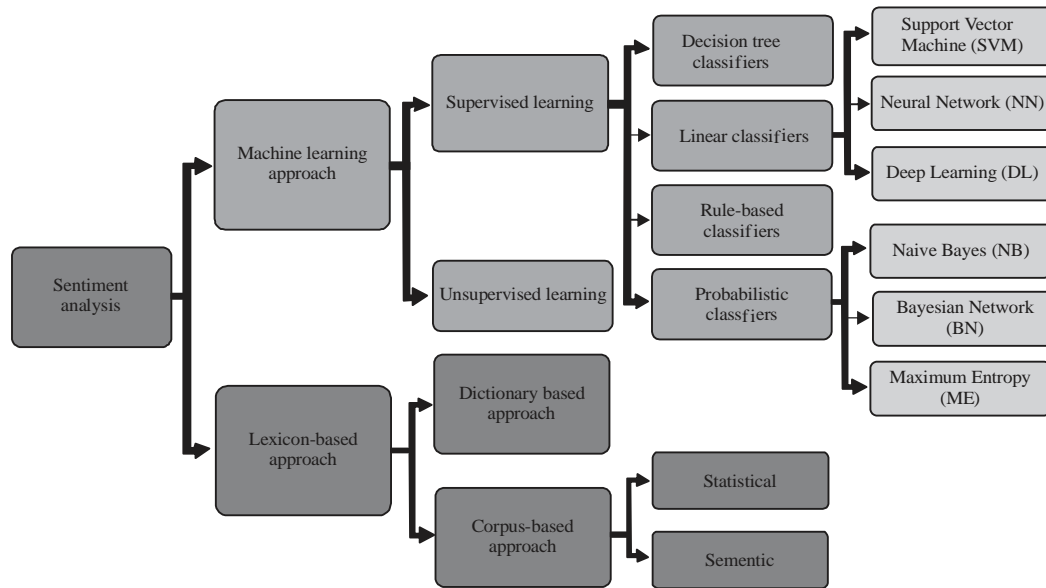 Sentiment
analysis
Machine learning
approach
Lexicon-based
approach
Supervised learning
Unsupervised learning
Dictionary based
approach
Corpus-based
approach
Decision tree
classifiers
Linear classifiers
Rule-based
classifiers
Probabilistic
classfiers
Statistical
Sementic
Support Vector
Machine (SVM)
Neural Network (NN)
Deep Learning (DL)
Naive Bayes (NB)
Bayesian Network
(BN)
Maximum Entropy
(ME)